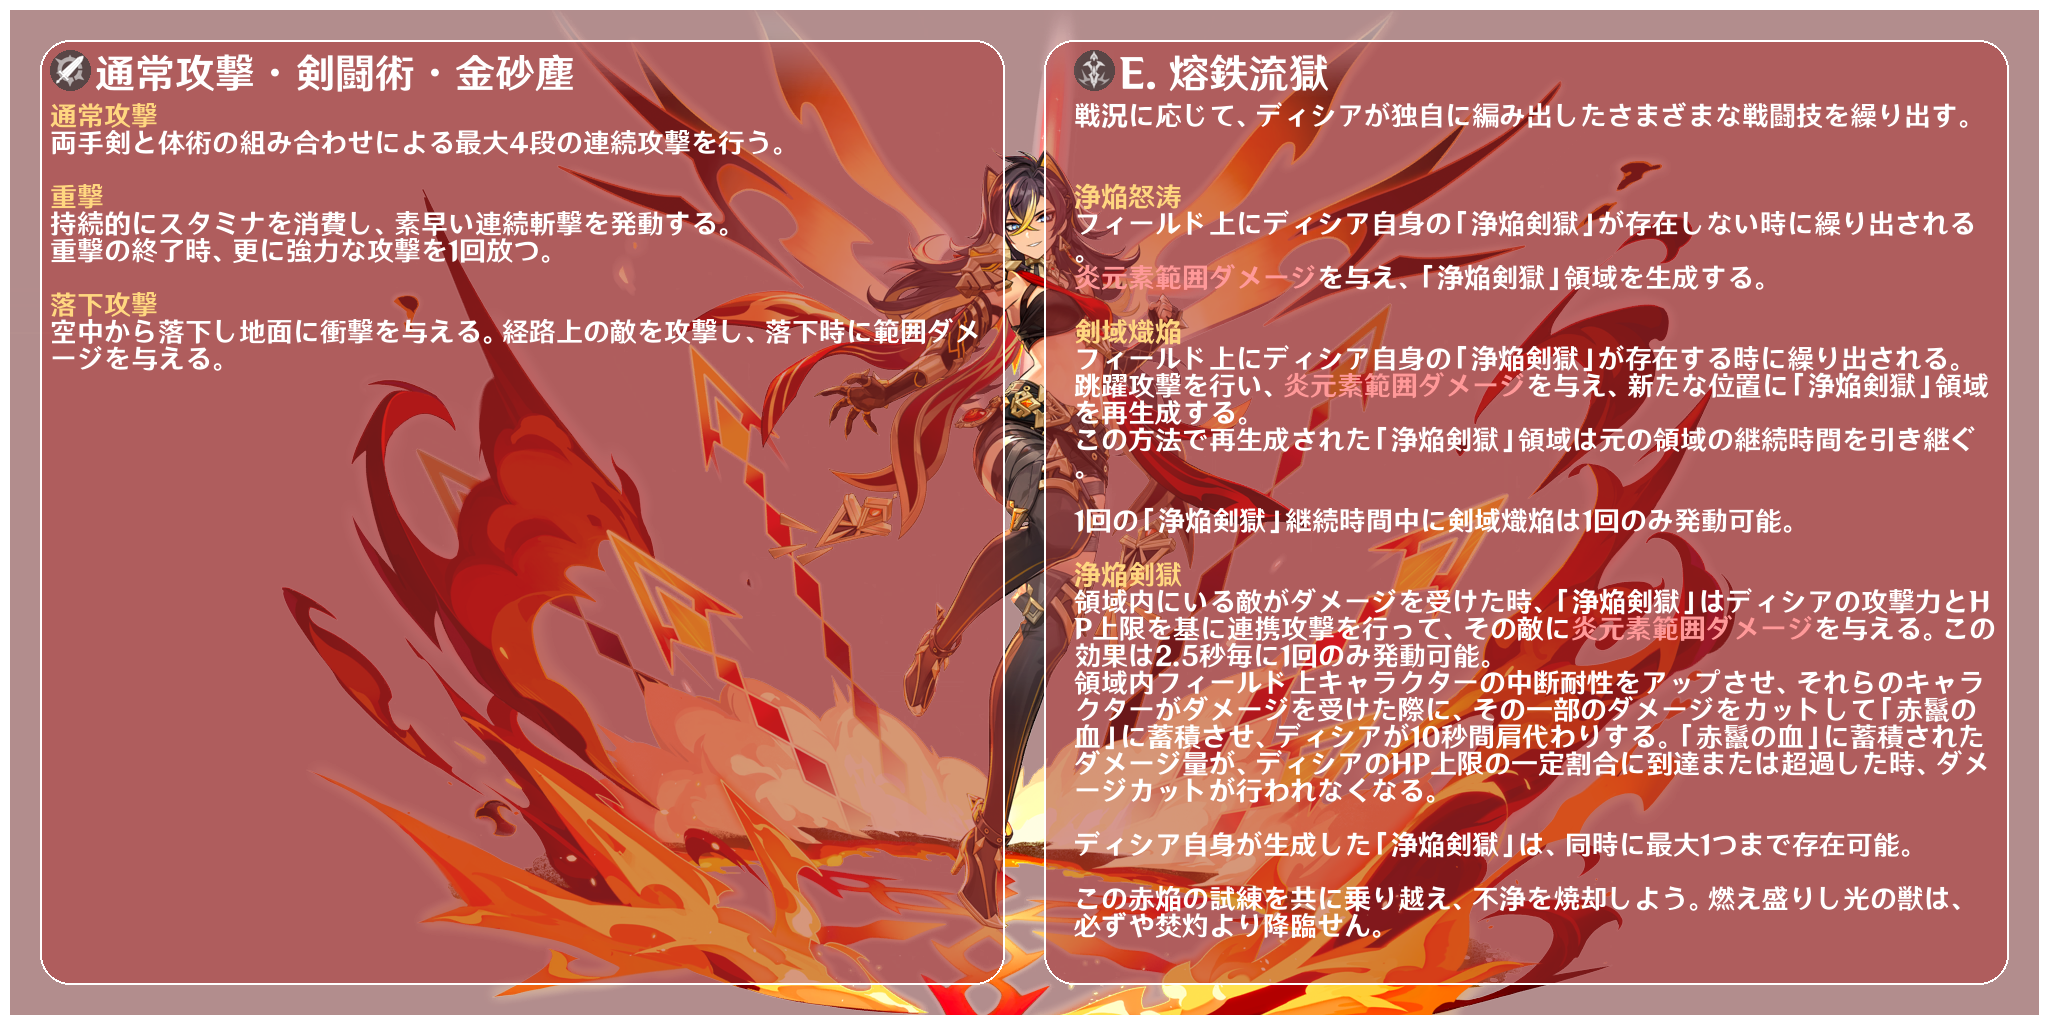 通常攻撃・剣闘術・金砂塵
通常攻撃
両手剣と体術の組み合わせによる最大4段の連続攻撃を行う。
重撃
持続的にスタミナを消費し、素早い連続斬撃を発動する。
重撃の終了時、更に強力な攻撃を1回放つ。
落下攻撃
空中から落下し地面に衝撃を与える。経路上の敵を攻撃し、落下時に範囲ダメ
ージを与える。
E. 熔鉄流獄
戦況に応じて、ディシアが独自に編み出したさまざまな戦闘技を繰り出す。
浄焔怒涛
フィールド上にディシア自身の「浄焔剣獄」が存在しない時に繰り出される
。
炎元素範囲ダメージを与え、「浄焔剣獄」領域を生成する。
剣域熾焔
フィールド上にディシア自身の「浄焔剣獄」が存在する時に繰り出される。
跳躍攻撃を行い、炎元素範囲ダメージを与え、新たな位置に「浄焔剣獄」領域
を再生成する。
この方法で再生成された「浄焔剣獄」領域は元の領域の継続時間を引き継ぐ
。
1回の「浄焔剣獄」継続時間中に剣域熾焔は1回のみ発動可能。
浄焔剣獄
領域内にいる敵がダメージを受けた時、「浄焔剣獄」はディシアの攻撃力とH
P上限を基に連携攻撃を行って、その敵に炎元素範囲ダメージを与える。この
効果は2.5秒毎に1回のみ発動可能。
領域内フィールド上キャラクターの中断耐性をアップさせ、それらのキャラ
クターがダメージを受けた際に、その一部のダメージをカットして「赤鬣の
血」に蓄積させ、ディシアが10秒間肩代わりする。「赤鬣の血」に蓄積された
ダメージ量が、ディシアのHP上限の一定割合に到達または超過した時、ダメ
ージカットが行われなくなる。
ディシア自身が生成した「浄焔剣獄」は、同時に最大1つまで存在可能。
この赤焔の試練を共に乗り越え、不浄を焼却しよう。燃え盛りし光の獣は、
必ずや焚灼より降臨せん。